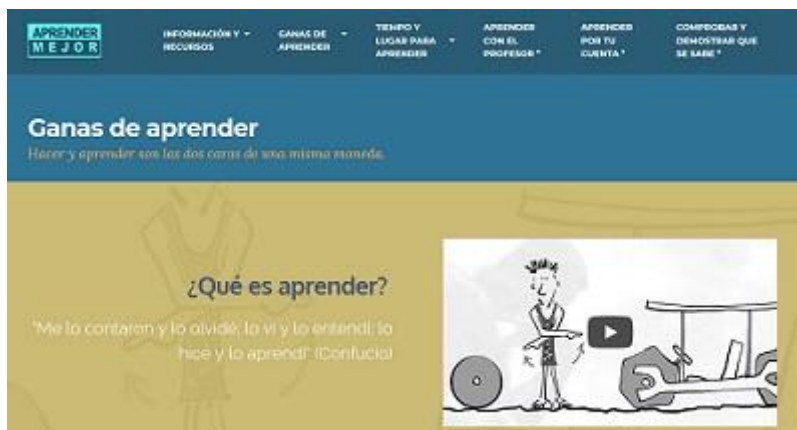 APRENDER
MEJOR
INFORMACIÓN Y
RECURSOS
GANAS DE
APRENDER
TIEMPO Y
LUGAR PARA
APRENDER
APRENDER
CON EL
PROFESOR
APRENDER
POR TU
CUENTA
COMPROBAR Y
DEMOSTRAR QUE
SE SABE
Ganas de aprender
Hacer y aprender son las dos caras de una misma moneda.
¿Qué es aprender?
"Me lo contaron y lo olvidé; lo vi y lo entendí; lo
hice y lo aprendí" (Confucio)